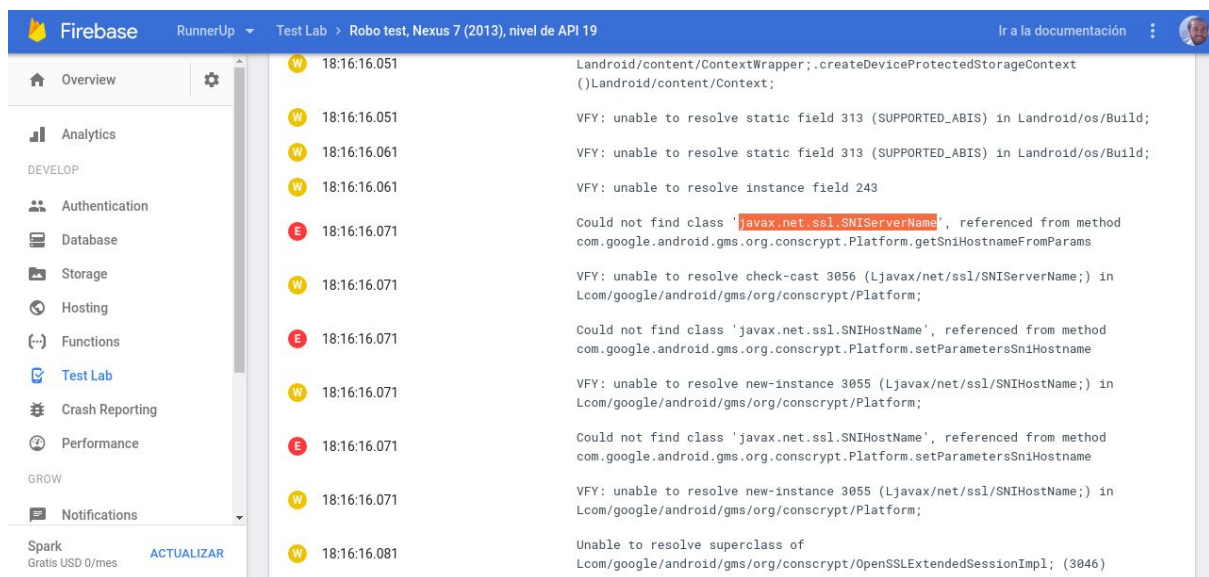 Firebase
RunnerUp
Test Lab > Robo test, Nexus 7 (2013), nivel de API 19
Ir a la documentación
Overview
Analytics
DEVELOP
Authentication
Database
Storage
Hosting
Functions
Test Lab
Crash Reporting
Performance
GROW
Notifications
Spark
Gratis USD 0/mes
ACTUALIZAR
W 18:16:16.051 Landroid/content/ContextWrapper;.createDeviceProtectedStorageContext
()Landroid/content/Context;
W 18:16:16.051 VFY: unable to resolve static field 313 (SUPPORTED_ABIS) in Landroid/os/Build;
W 18:16:16.061 VFY: unable to resolve static field 313 (SUPPORTED_ABIS) in Landroid/os/Build;
W 18:16:16.061 VFY: unable to resolve instance field 243
E 18:16:16.071 Could not find class 'javax.net.ssl.SNIServerName', referenced from method
com.google.android.gms.org.conscrypt.Platform.getSniHostnameFromParams
W 18:16:16.071 VFY: unable to resolve check-cast 3056 (Ljavax/net/ssl/SNIServerName;) in
Lcom/google/android/gms/org/conscrypt/Platform;
E 18:16:16.071 Could not find class 'javax.net.ssl.SNIHostName', referenced from method
com.google.android.gms.org.conscrypt.Platform.setParametersSniHostname
W 18:16:16.071 VFY: unable to resolve new-instance 3055 (Ljavax/net/ssl/SNIHostName;) in
Lcom/google/android/gms/org/conscrypt/Platform;
E 18:16:16.071 Could not find class 'javax.net.ssl.SNIHostName', referenced from method
com.google.android.gms.org.conscrypt.Platform.setParametersSniHostname
W 18:16:16.071 VFY: unable to resolve new-instance 3055 (Ljavax/net/ssl/SNIHostName;) in
Lcom/google/android/gms/org/conscrypt/Platform;
W 18:16:16.081 Unable to resolve superclass of
Lcom/google/android/gms/org/conscrypt/OpenSSLExtendedSessionImpl; (3046)